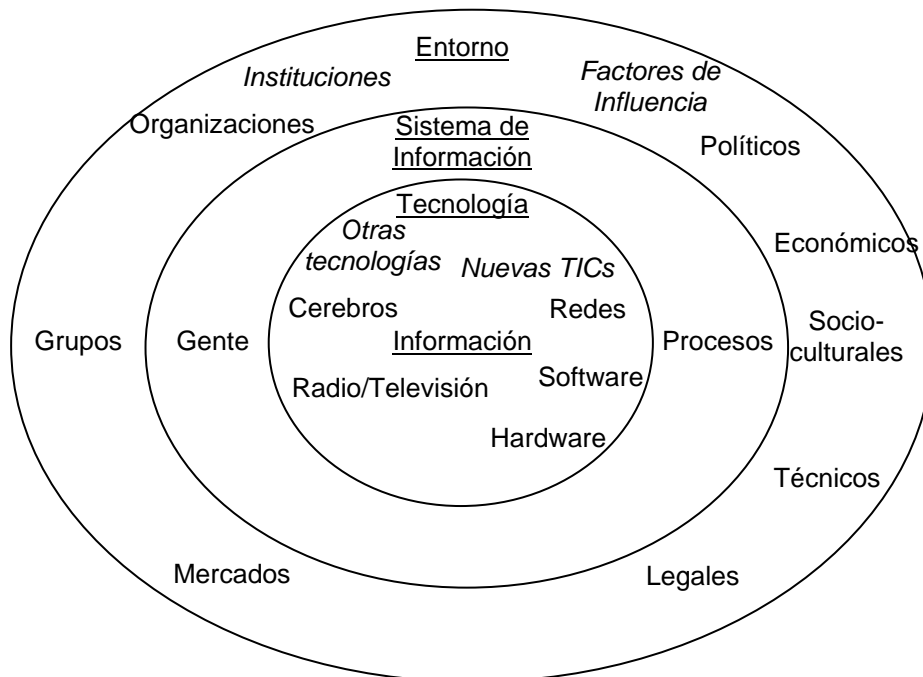 Entorno
Instituciones
Factores de
Influencia
Organizaciones
Sistema de
Información
Políticos
Tecnología
Otras
tecnologías
Nuevas TICs
Económicos
Cerebros
Redes
Socio-
culturales
Grupos
Gente
Información
Procesos
Radio/Televisión
Software
Hardware
Técnicos
Mercados
Legales